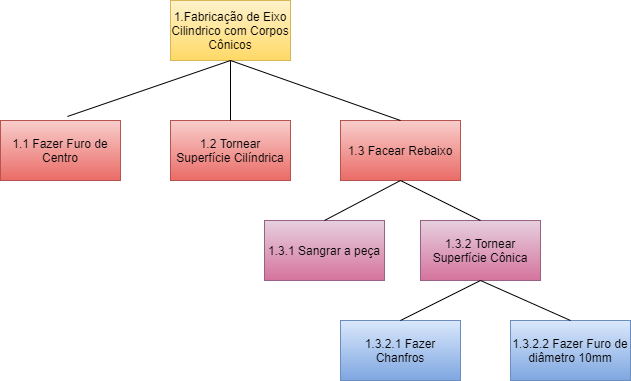 1.Fabricação de Eixo
Cilindrico com Corpos
Cônicos
1.1 Fazer Furo de
Centro
1.2 Tornear
Superfície Cilíndrica
1.3 Facear Rebaixo
1.3.1 Sangrar a peça
1.3.2 Tornear
Superfície Cônica
1.3.2.1 Fazer
Chanfros
1.3.2.2 Fazer Furo de
diâmetro 10mm